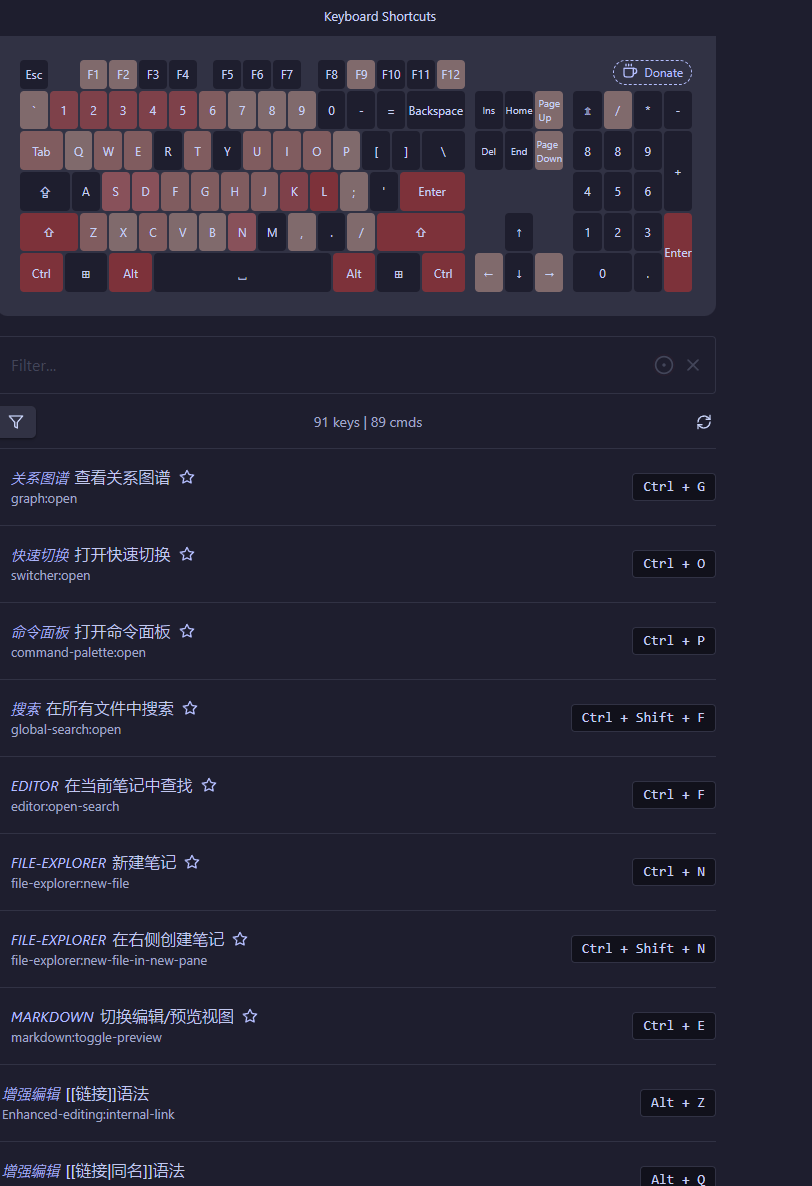 Keyboard Shortcuts
Esc F1 F2 F3 F4 F5 F6 F7 F8 F9 F10 F11 F12 Donate
` 1 2 3 4 5 6 7 8 9 0 - = Backspace Ins Home Page Up ⇭ / * -
Tab Q W E R T Y U I O P [ ] \ Del End Page Down 8 8 9 +
⇪ A S D F G H J K L ; ' Enter 4 5 6
⇧ Z X C V B N M , . / ⇧ ↑ 1 2 3 Enter
Ctrl ⊞ Alt ⎵ Alt ⊞ Ctrl ← ↓ → 0 .
Filter...
91 keys | 89 cmds
关系图谱 查看关系图谱
graph:open
Ctrl + G
快速切换 打开快速切换
switcher:open
Ctrl + O
命令面板 打开命令面板
command-palette:open
Ctrl + P
搜索 在所有文件中搜索
global-search:open
Ctrl + Shift + F
EDITOR 在当前笔记中查找
editor:open-search
Ctrl + F
FILE-EXPLORER 新建笔记
file-explorer:new-file
Ctrl + N
FILE-EXPLORER 在右侧创建笔记
file-explorer:new-file-in-new-pane
Ctrl + Shift + N
MARKDOWN 切换编辑/预览视图
markdown:toggle-preview
Ctrl + E
增强编辑 [[链接]]语法
Enhanced-editing:internal-link
Alt + Z
增强编辑 [[链接|同名]]语法
Alt + Q